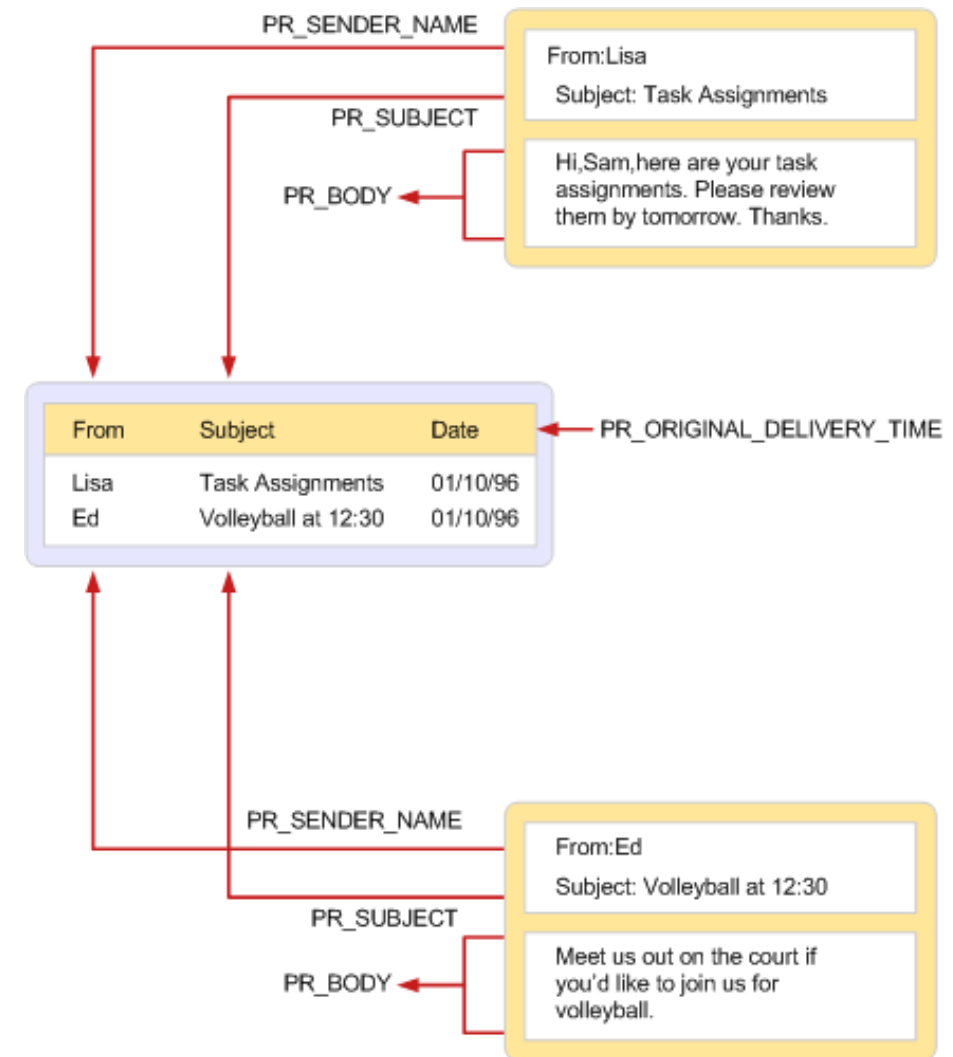 PR_SENDER_NAME
From:Lisa
Subject: Task Assignments
PR_SUBJECT
Hi,Sam,here are your task
assignments. Please review
them by tomorrow. Thanks.
PR_BODY
From Subject Date
PR_ORIGINAL_DELIVERY_TIME
Lisa Task Assignments 01/10/96
Ed Volleyball at 12:30 01/10/96
PR_SENDER_NAME
From:Ed
Subject: Volleyball at 12:30
PR_SUBJECT
Meet us out on the court if
you'd like to join us for
volleyball.
PR_BODY